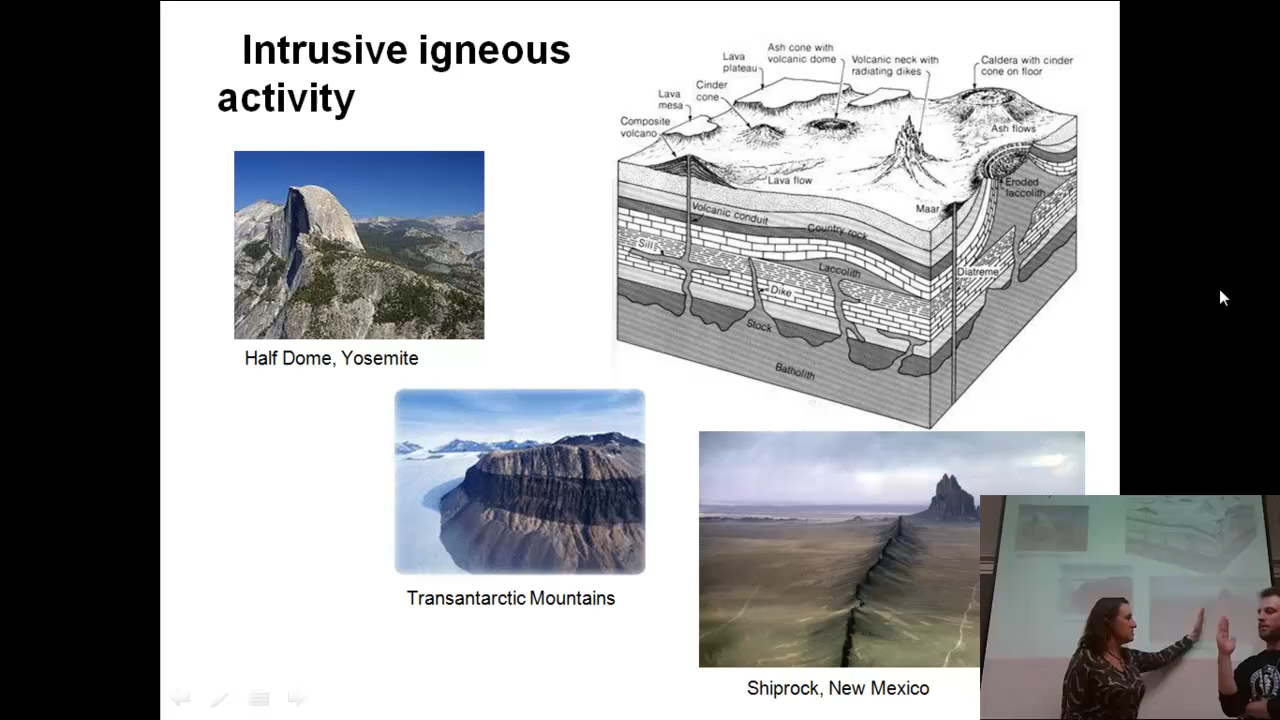 Intrusive igneous
activity
Lava
plateau
Ash cone with
volcanic dome
Volcanic neck with
radiating dikes
Caldera with cinder
cone on floor
Cinder
cone
Lava
mesa
Composite
volcano
Ash flows
Lava flow
Eroded
laccolith
Maar
Volcanic conduit
Country rock
Sills
Laccolith
Diatreme
Dike
Stock
Batholith
Half Dome, Yosemite
Transantarctic Mountains
Shiprock, New Mexico